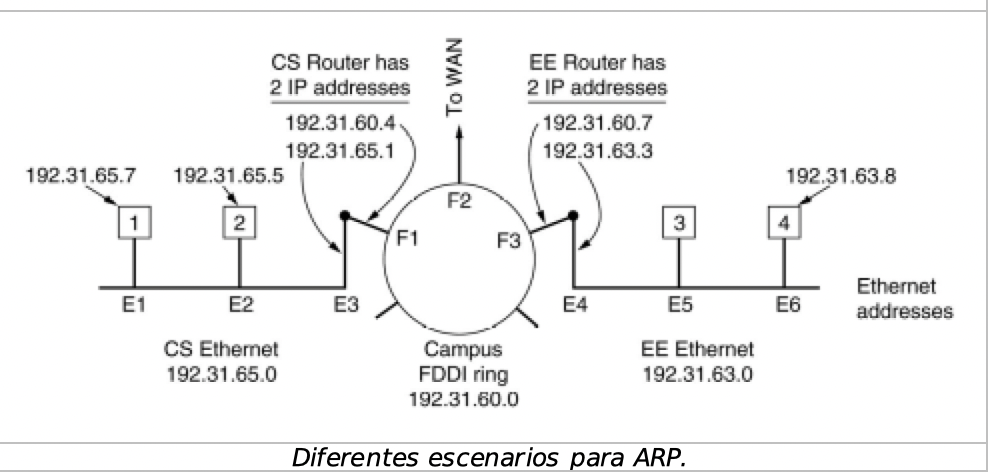 CS Router has
2 IP addresses
192.31.60.4
192.31.65.1
To WAN
EE Router has
2 IP addresses
192.31.60.7
192.31.63.3
192.31.65.7
192.31.65.5
192.31.63.8
1
2
3
4
F1
F2
F3
E1
E2
E3
E4
E5
E6
Ethernet
addresses
CS Ethernet
192.31.65.0
Campus
FDDI ring
192.31.60.0
EE Ethernet
192.31.63.0
Diferentes escenarios para ARP.